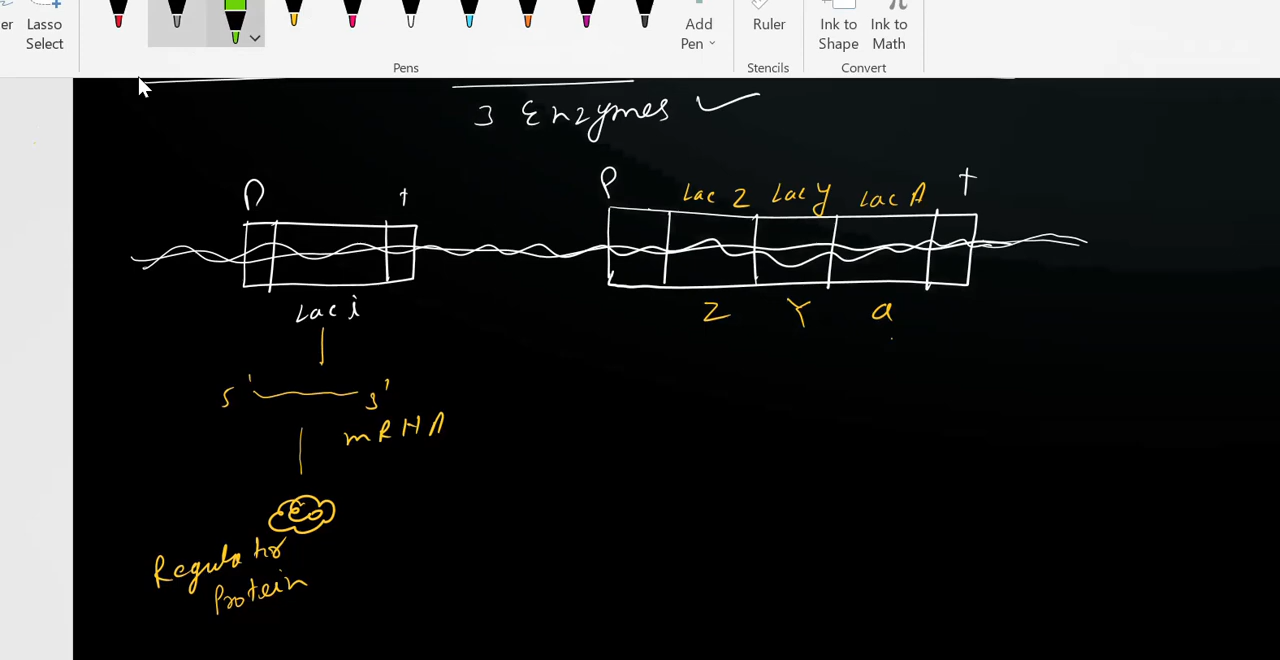 er
Lasso
Select
Add
Pen
Ruler
Ink to
Shape
Ink to
Math
Pens
Stencils
Convert
3 Enzymes
P
t
P
Lac Z
Lac y
Lac A
t
Lac i
Z
Y
a
5'
3'
mRNA
Regulator
Protein